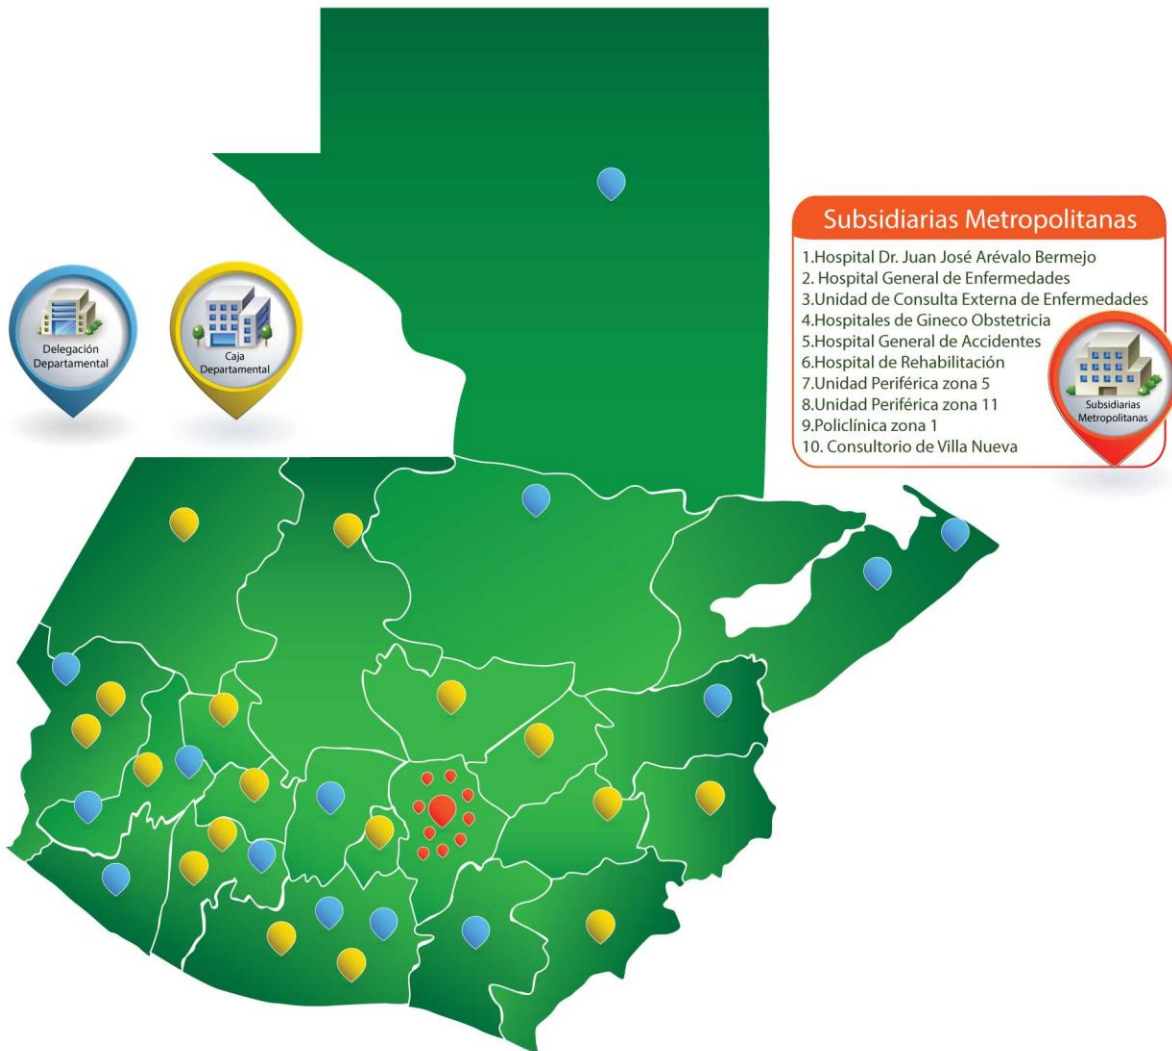 Delegación
Departamental
Caja
Departamental
Subsidiarias Metropolitanas
1.Hospital Dr. Juan José Arévalo Bermejo
2. Hospital General de Enfermedades
3.Unidad de Consulta Externa de Enfermedades
4.Hospitales de Gineco Obstetricia
5.Hospital General de Accidentes
6.Hospital de Rehabilitación
7.Unidad Periférica zona 5
8.Unidad Periférica zona 11
9.Policlínica zona 1
10. Consultorio de Villa Nueva
Subsidiarias
Metropolitanas